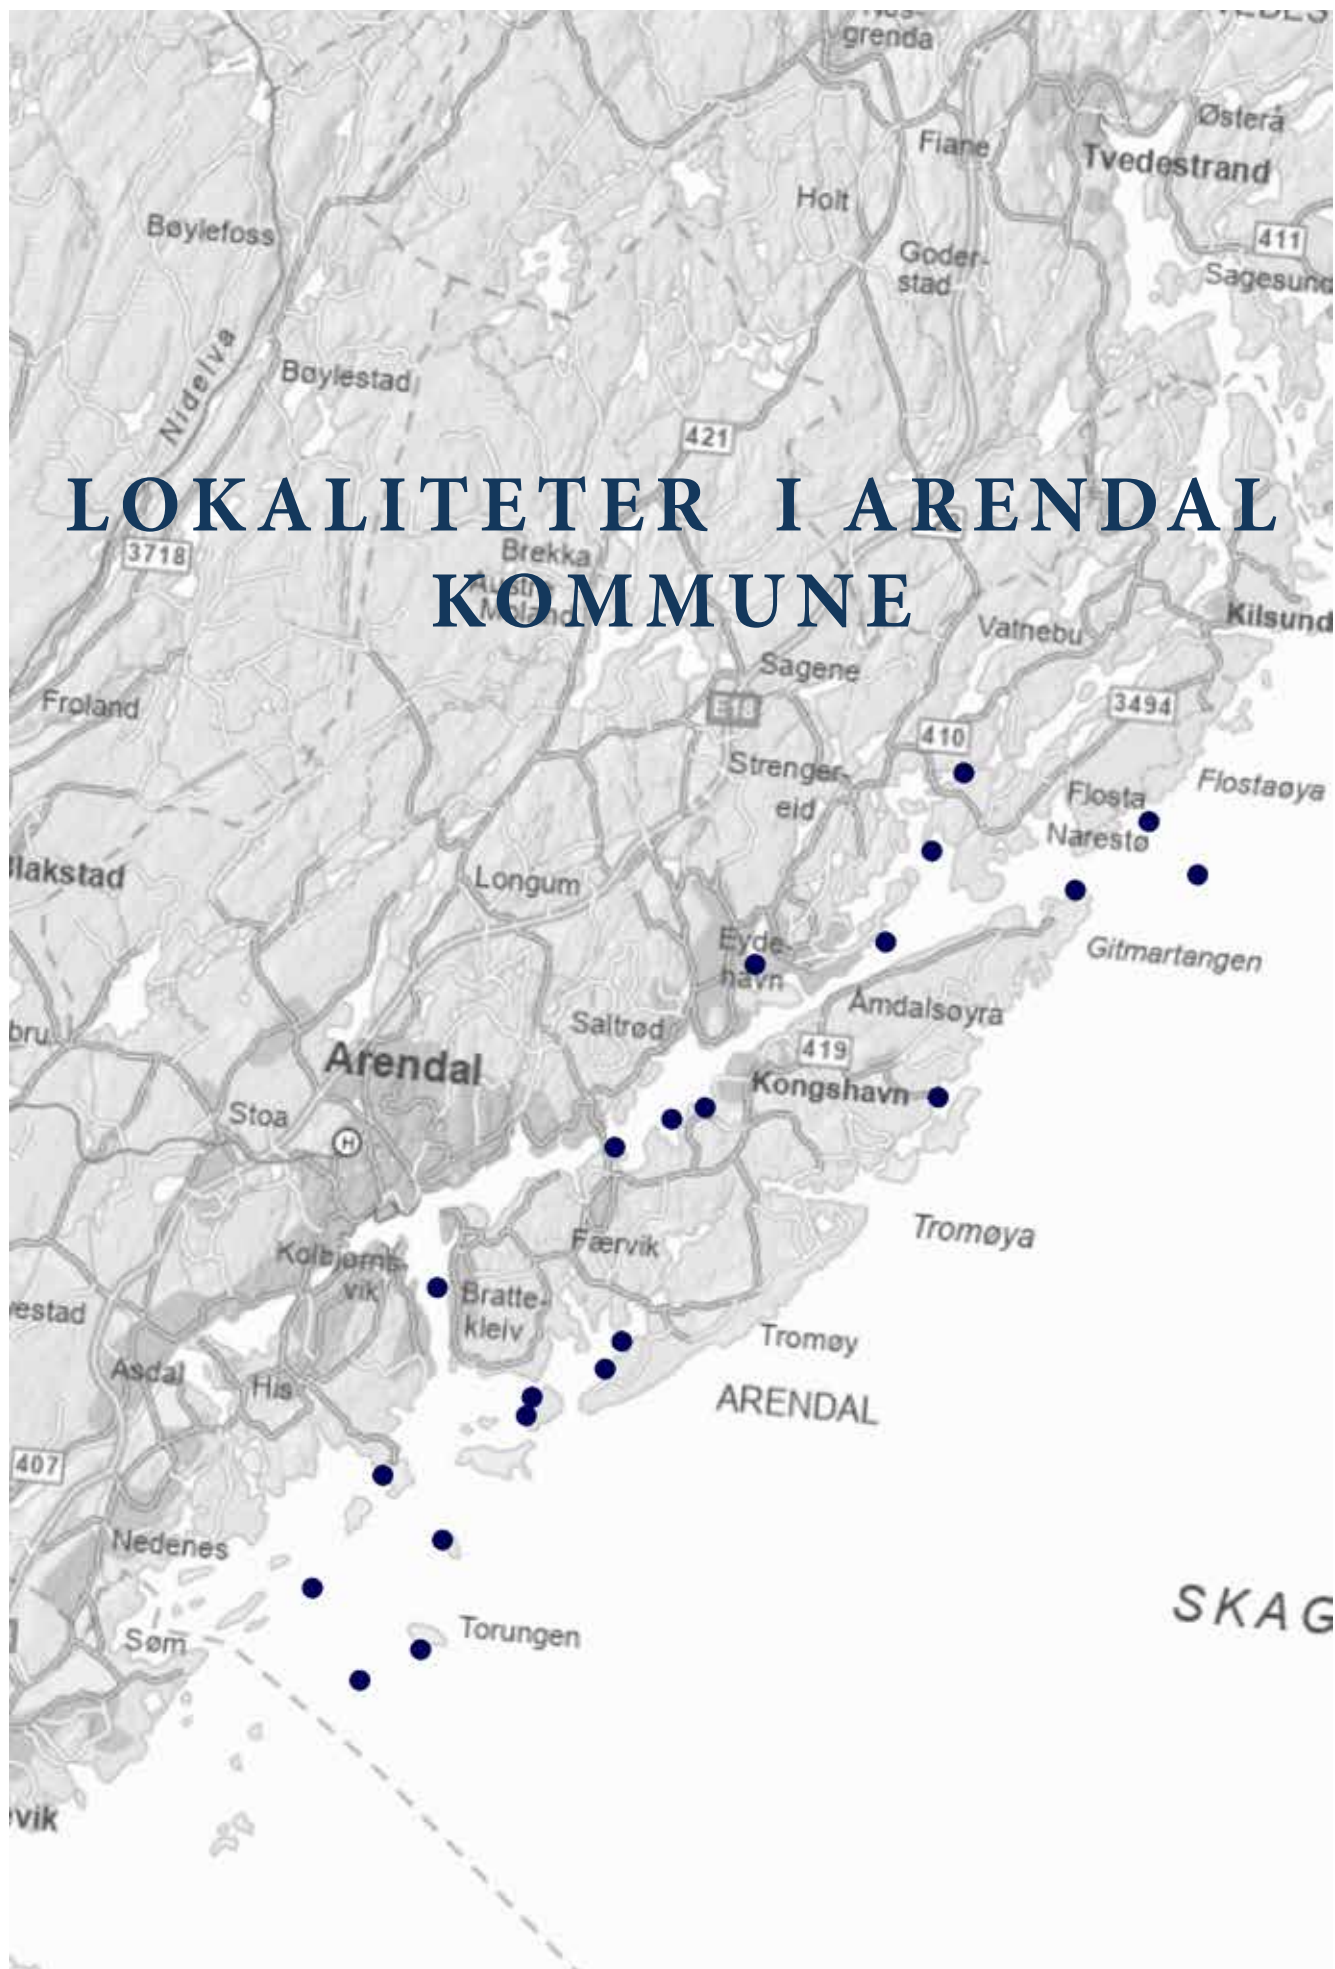 grenda
Østerå
Fiane
Tvedestrand
Holt
Bøylefoss
411
Goder-
stad
Sagesund
Nidelva
Bøylestad
421
LOKALITETER I ARENDAL
3718
Brekka
KOMMUNE
Kilsund
Vatnebu
Sagene
Froland
E18
3494
410
Strenger-
eid
Flosta
Flostaøya
Narestø
lakstad
Longum
Eyde-
havn
Gitmartangen
Amdalsøyra
Saltrød
bru
419
Arendal
Kongshavn
Stoa
H
Tromøya
Færvik
Kolbjørns-
vik
Bratte-
kleiv
estad
Tromøy
Asdal
His
ARENDAL
407
Nedenes
SKAG
Torungen
Søm
vik